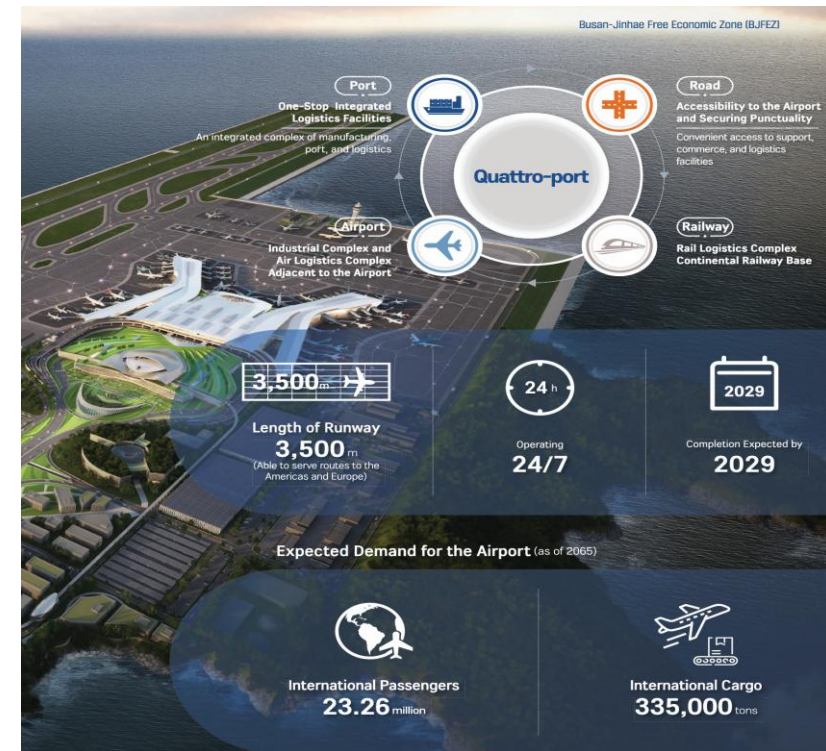 Busan-Jinhae Free Economic Zone (BJFEZ)
Port
One-Stop Integrated
Logistics Facilities
An integrated complex of manufacturing,
port, and logistics
Road
Accessibility to the Airport
and Securing Punctuality
Convenient access to support,
commerce, and logistics
facilities
Quattro-port
Airport
Industrial Complex and
Air Logistics Complex
Adjacent to the Airport
Railway
Rail Logistics Complex
Continental Railway Base
3,500 m
Length of Runway
3,500 m
(Able to serve routes to the
Americas and Europe)
24 h
Operating
24/7
2029
Completion Expected by
2029
Expected Demand for the Airport (as of 2065)
International Passengers
23.26 million
International Cargo
335,000 tons